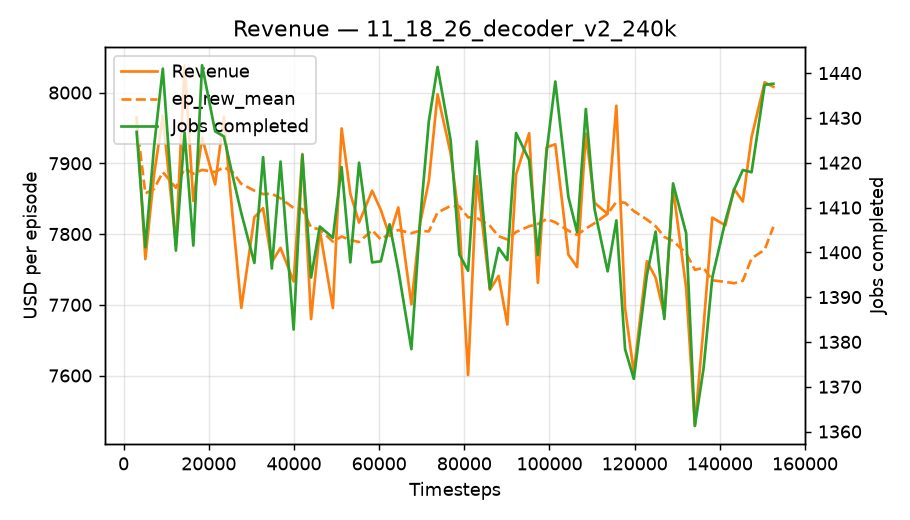 Revenue — 11_18_26_decoder_v2_240k
Revenue
ep_rew_mean
Jobs completed
USD per episode
8000
7900
7800
7700
7600
Jobs completed
1440
1430
1420
1410
1400
1390
1380
1370
1360
0 20000 40000 60000 80000 100000 120000 140000 160000
Timesteps